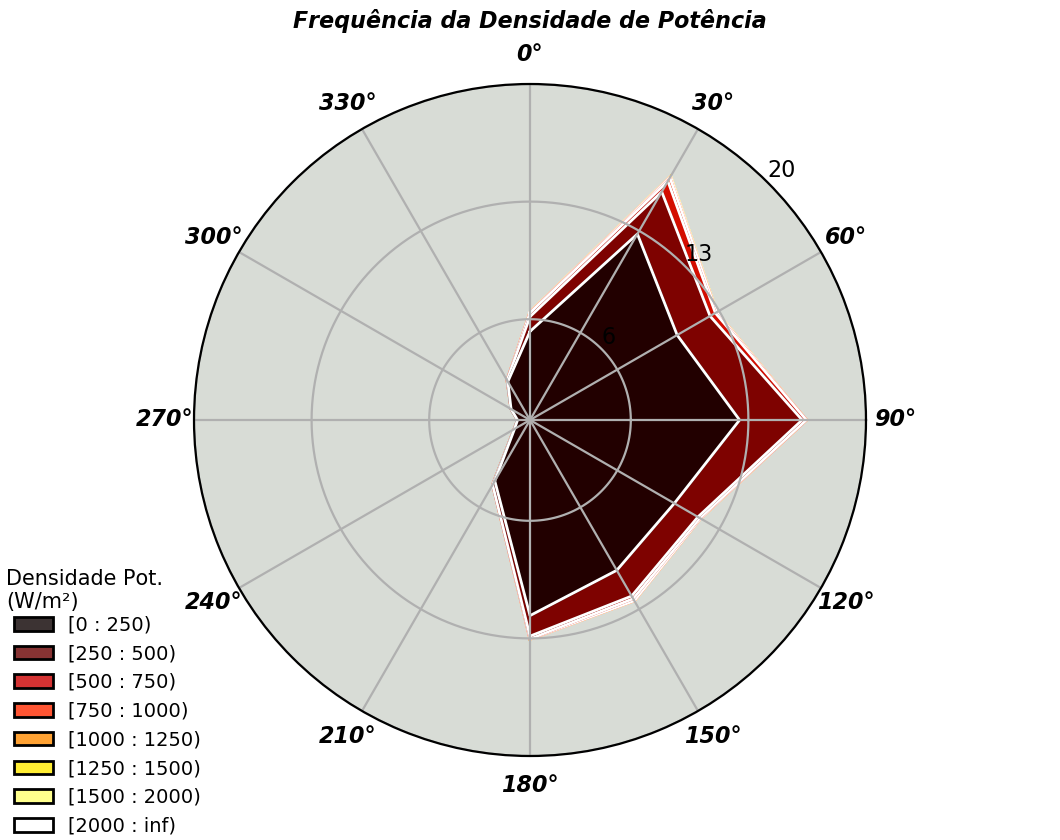 Frequência da Densidade de Potência
0°
330°
30°
20
300°
60°
13
6
270°
90°
240°
120°
210°
150°
180°
Densidade Pot.
(W/m²)
[0 : 250)
[250 : 500)
[500 : 750)
[750 : 1000)
[1000 : 1250)
[1250 : 1500)
[1500 : 2000)
[2000 : inf)